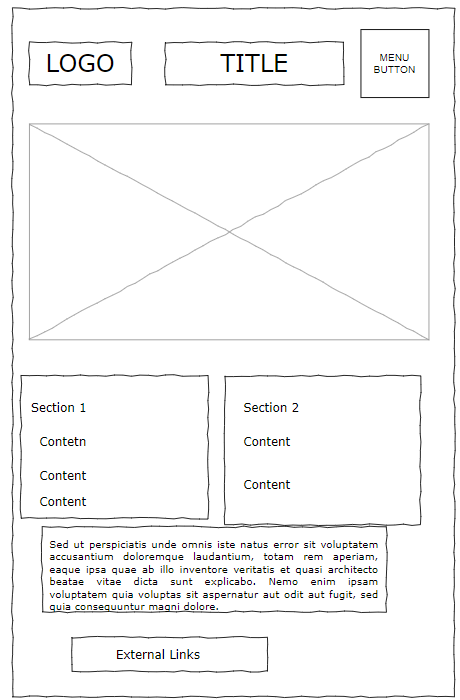 LOGO
TITLE
MENU
BUTTON
Section 1
Contetn
Content
Content
Section 2
Content
Content
Sed ut perspiciatis unde omnis iste natus error sit voluptatem
accusantium doloremque laudantium, totam rem aperiam,
eaque ipsa quae ab illo inventore veritatis et quasi architecto
beatae vitae dicta sunt explicabo. Nemo enim ipsam
voluptatem quia voluptas sit aspernatur aut odit aut fugit, sed
quia consequuntur magni dolore.
External Links